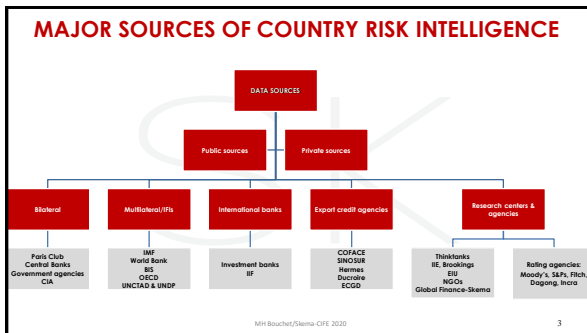 MAJOR SOURCES OF COUNTRY RISK INTELLIGENCE
DATA SOURCES
Public sources
Private sources
Bilateral
Multilateral/IFIs
International banks
Export credit agencies
Research centers &
agencies
Paris Club
Central Banks
Government agencies
CIA
IMF
World Bank
BIS
OECD
UNCTAD & UNDP
Investment banks
IIF
COFACE
SINOSUR
Hermes
Ducroire
ECGD
Thinktanks
IIE, Brookings
EIU
NGOs
Global Finance-Skema
Rating agencies:
Moody's, S&Ps, Fitch,
Dagong, Incra
MH Bouchet/Skema-CIFE 2020
3